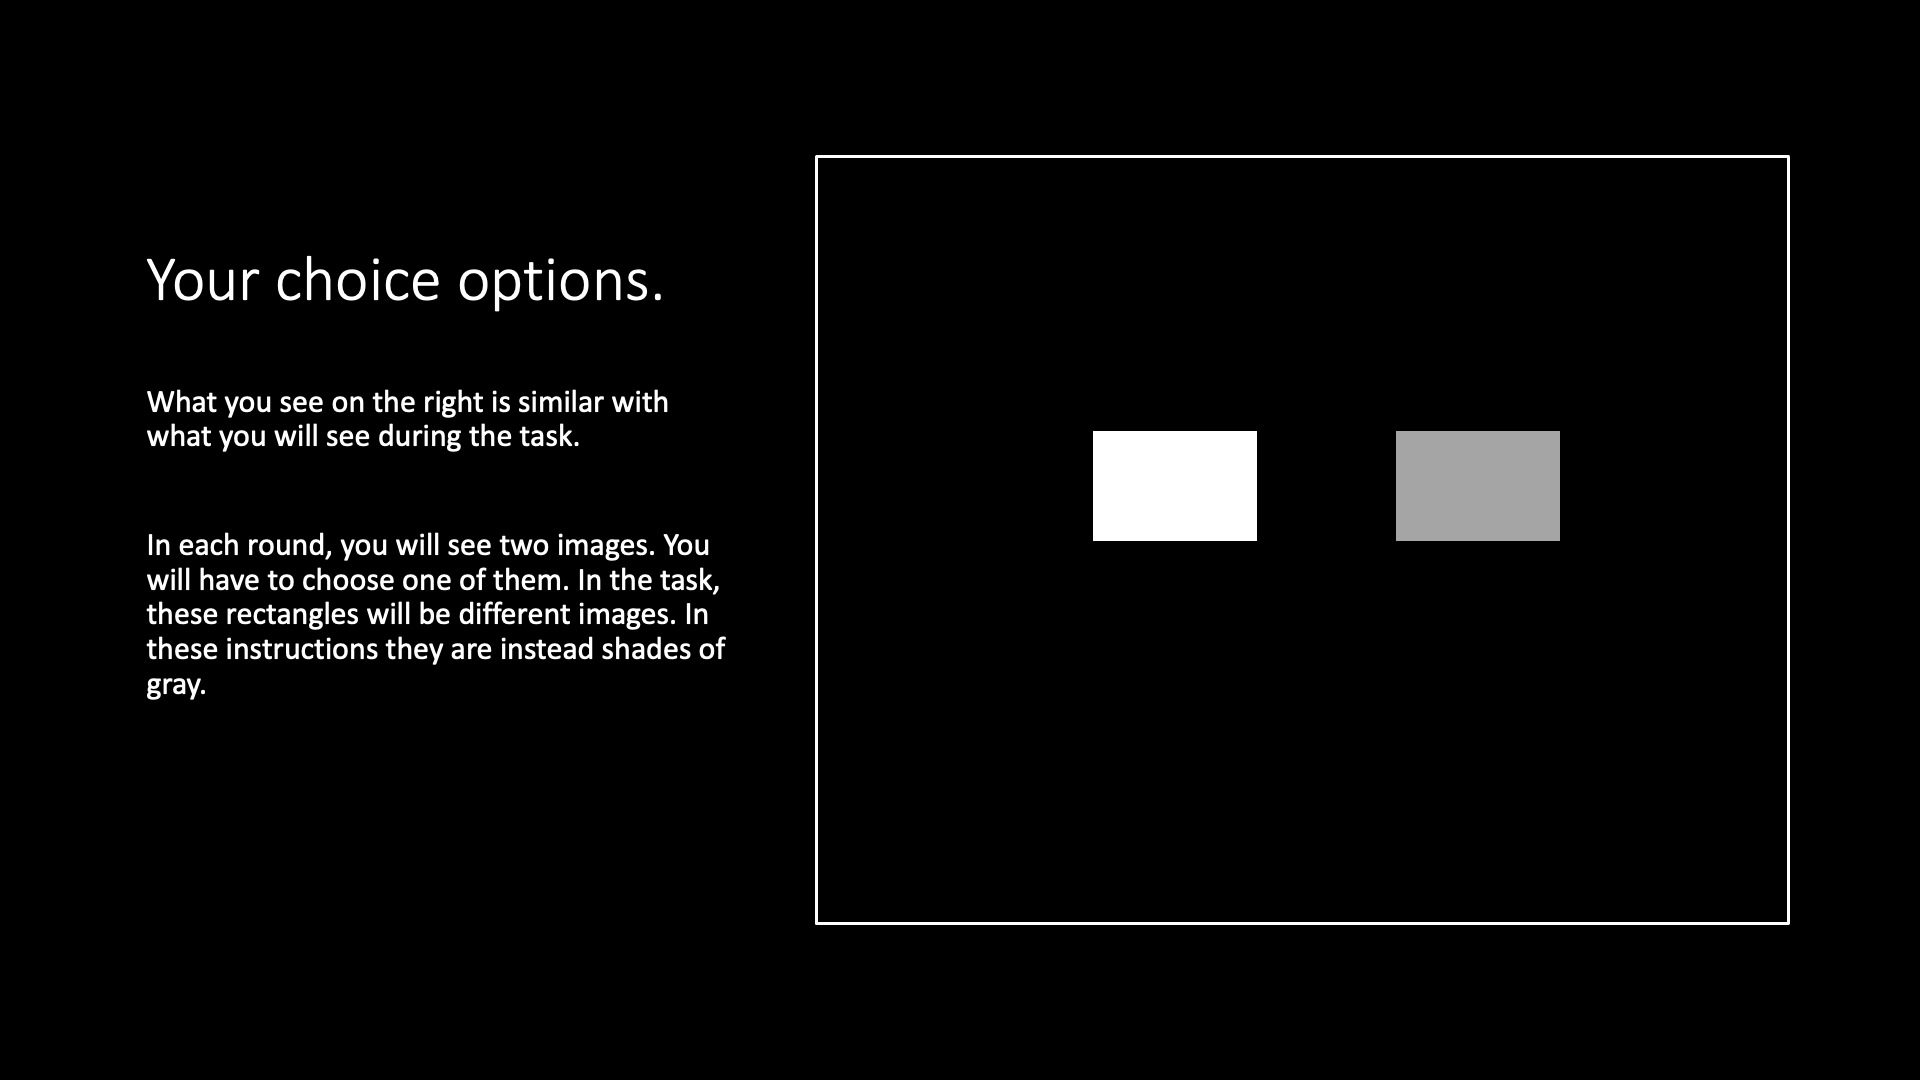 Your choice options.
What you see on the right is similar with
what you will see during the task.
In each round, you will see two images. You
will have to choose one of them. In the task,
these rectangles will be different images. In
these instructions they are instead shades of
gray.